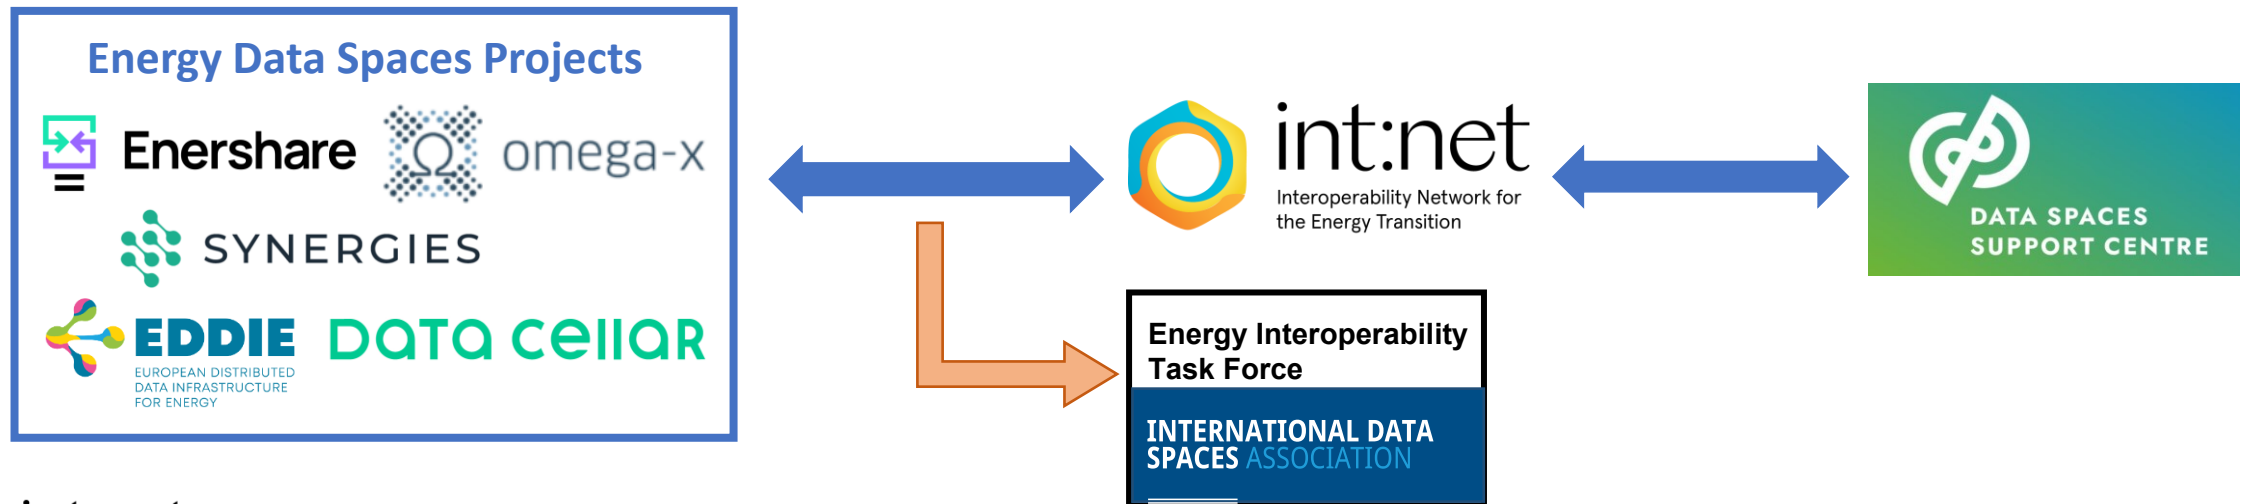 Energy Data Spaces Projects
Enershare
omega-x
SYNERGIES
EDDIE
EUROPEAN DISTRIBUTED
DATA INFRASTRUCTURE
FOR ENERGY
DATA CELLAR
int:net
Interoperability Network for
the Energy Transition
DATA SPACES
SUPPORT CENTRE
Energy Interoperability
Task Force
INTERNATIONAL DATA
SPACES ASSOCIATION